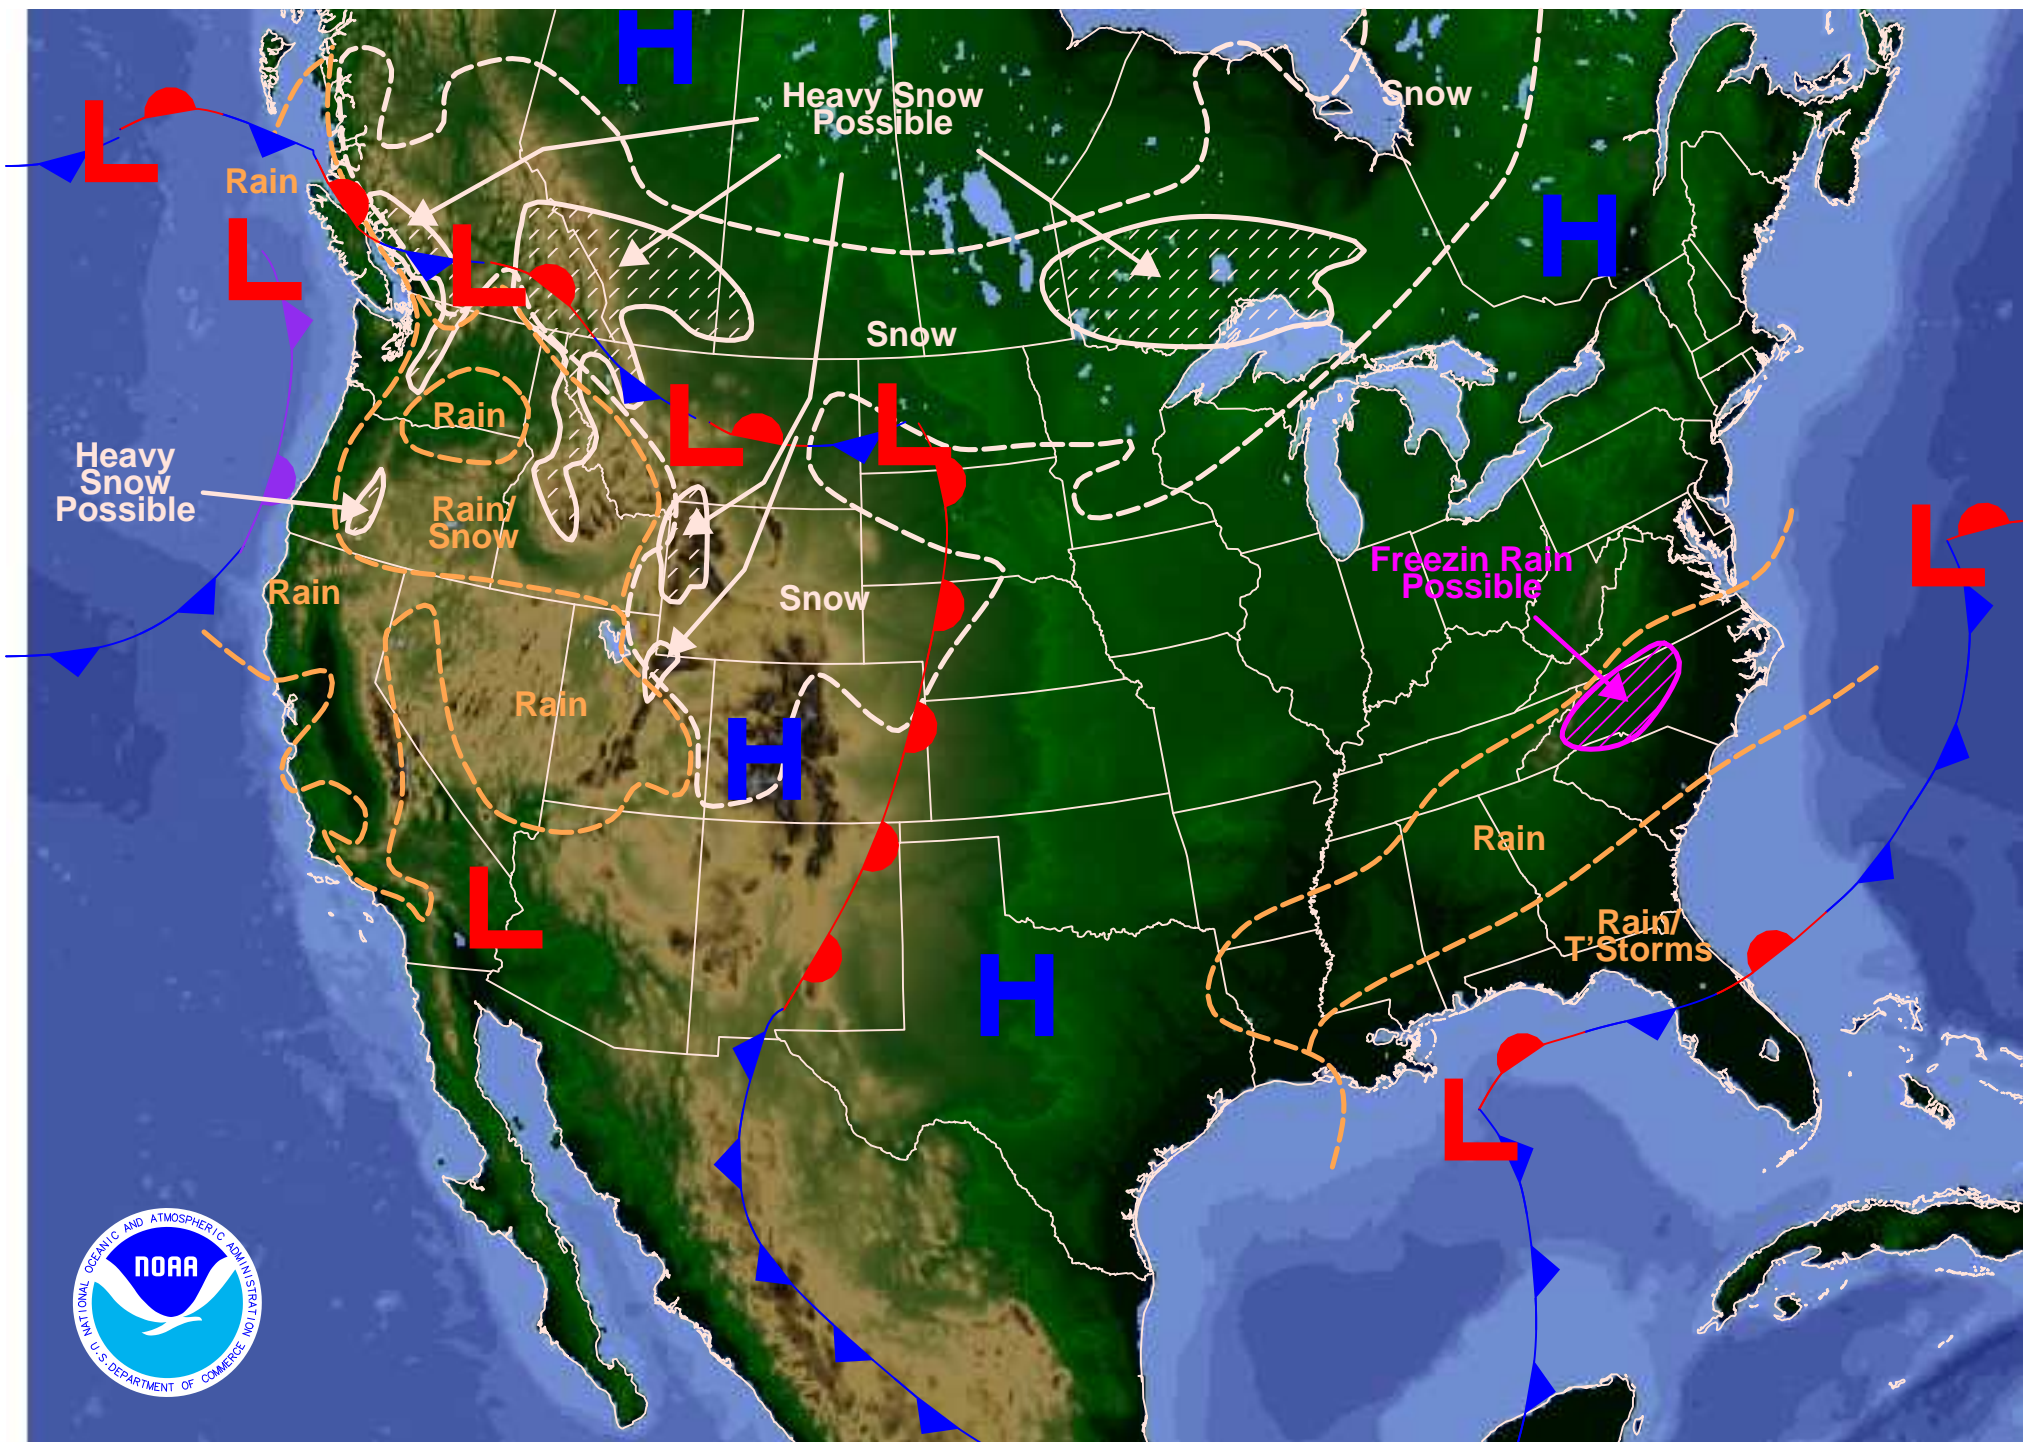 H
Heavy Snow
Possible
Snow
L
Rain
H
L
L
Snow
L
L
Rain
Heavy
Snow
Possible
Rain/
Snow
L
Freezin Rain
Possible
Rain
Snow
Rain
H
Rain
L
Rain/
T'Storms
H
L
NATIONAL OCEANIC AND ATMOSPHERIC ADMINISTRATION
NOAA
U.S. DEPARTMENT OF COMMERCE